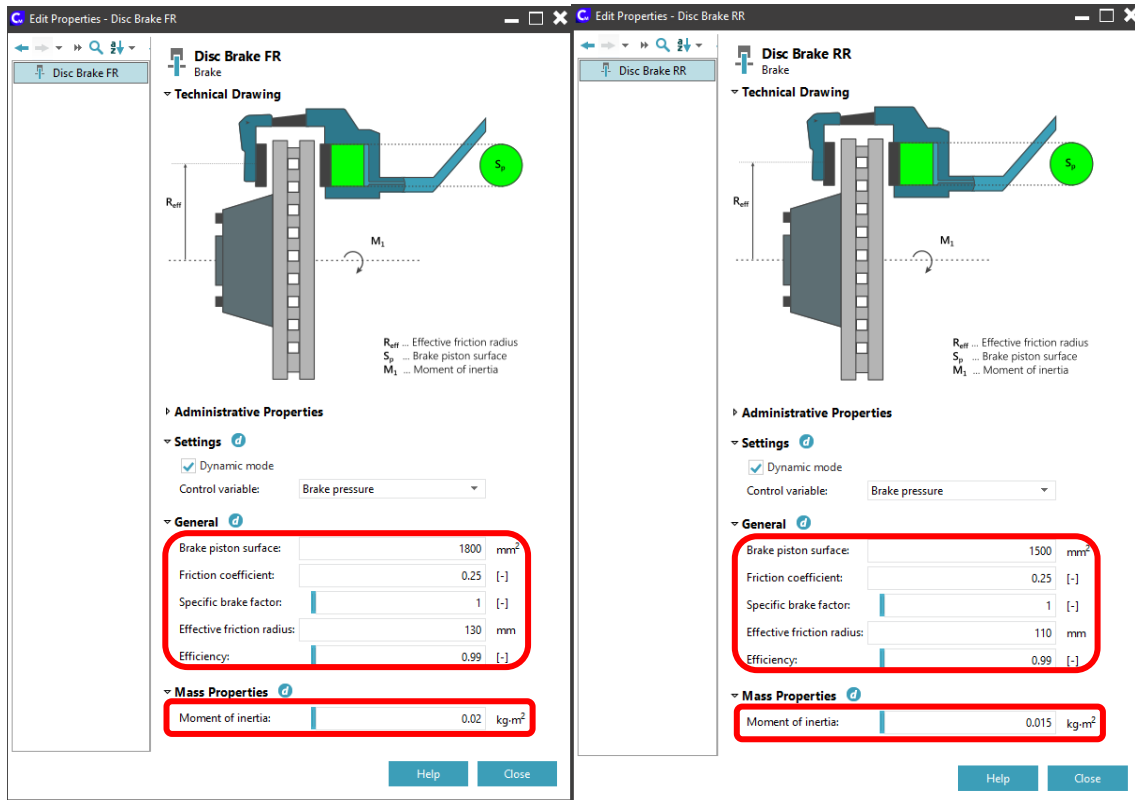 Edit Properties - Disc Brake FR
Disc Brake FR
Disc Brake FR
Brake
Technical Drawing
Sp
Reff
M1
Reff ... Effective friction radius
Sp ... Brake piston surface
M1 ... Moment of inertia
Administrative Properties
Settings d
Dynamic mode
Control variable: Brake pressure
General d
Brake piston surface: 1800 mm²
Friction coefficient: 0.25 [-]
Specific brake factor: 1 [-]
Effective friction radius: 130 mm
Efficiency: 0.99 [-]
Mass Properties d
Moment of inertia: 0.02 kg·m²
Help Close
Edit Properties - Disc Brake RR
Disc Brake RR
Disc Brake RR
Brake
Technical Drawing
Sp
Reff
M1
Reff ... Effective friction radius
Sp ... Brake piston surface
M1 ... Moment of inertia
Administrative Properties
Settings d
Dynamic mode
Control variable: Brake pressure
General d
Brake piston surface: 1500 mm²
Friction coefficient: 0.25 [-]
Specific brake factor: 1 [-]
Effective friction radius: 110 mm
Efficiency: 0.99 [-]
Mass Properties d
Moment of inertia: 0.015 kg·m²
Help Close